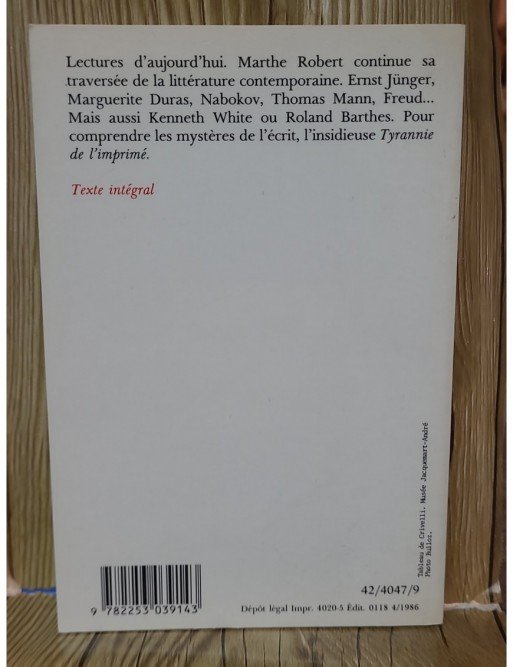 Lectures d'aujourd'hui. Marthe Robert continue sa
traversée de la littérature contemporaine. Ernst Jünger,
Marguerite Duras, Nabokov, Thomas Mann, Freud...
Mais aussi Kenneth White ou Roland Barthes. Pour
comprendre les mystères de l'écrit, l'insidieuse Tyrannie
de l'imprimé.
Texte intégral
Tableau de Crivelli. Musée Jacquemart-André
Photo Bulloz.
9 782253 039143
42/4047/9
Dépôt légal Impr. 4020-5 Édit. 0118 4/1986